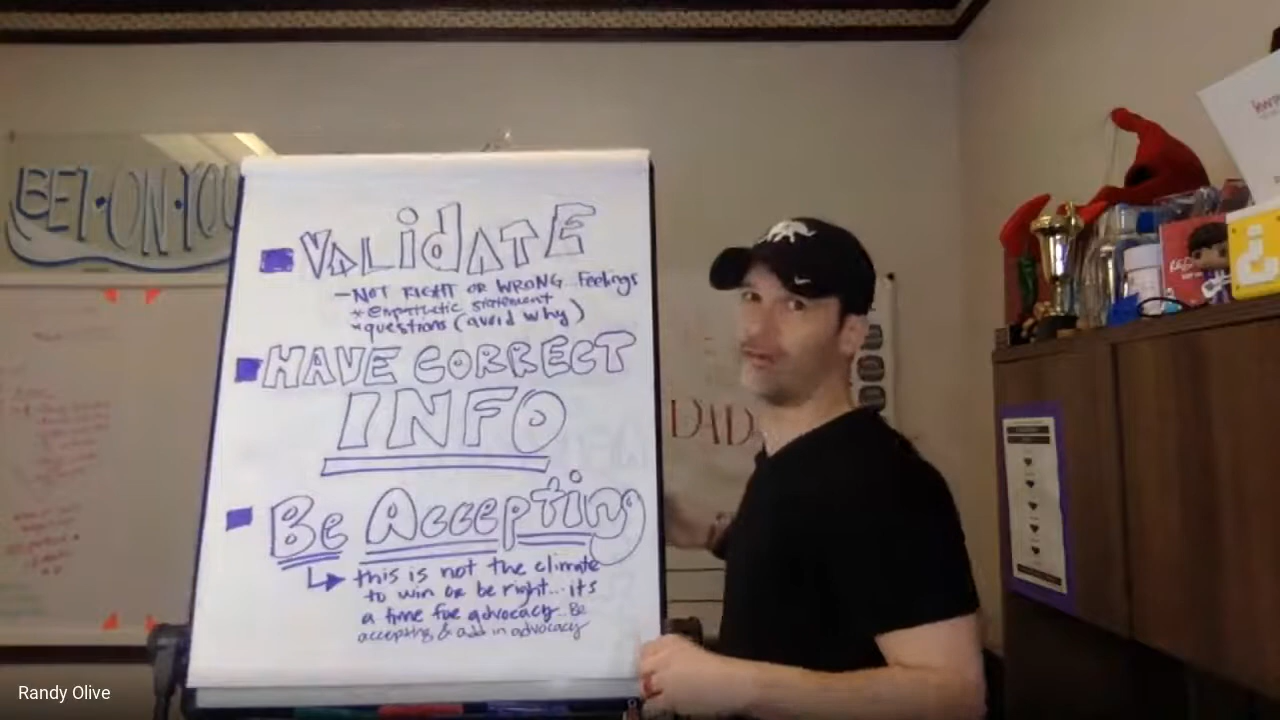 BET•ON•YOU
VALidATE
- NOT RIGHT OR WRONG... Feelings
* empathetic statement
* questions (avoid why)
HAVE CORRECT
INFO
Be Accepting
this is not the climate
to win or be right... its
a time for advocacy. Be
accepting & add in advocacy
DAD
Randy Olive